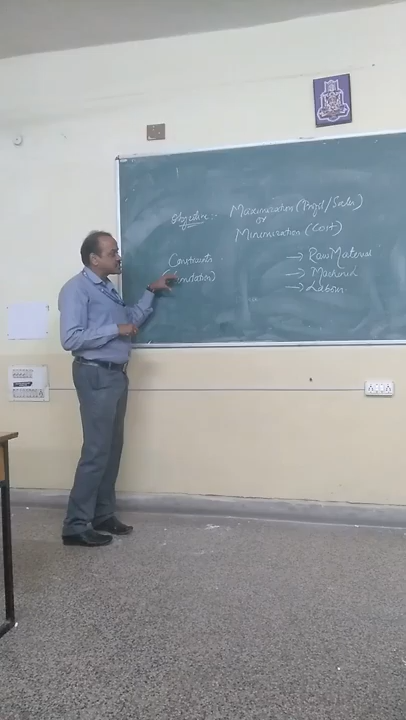 Objective:- Maximization (Profit/Sales)
or
Minimization (Cost)
Constraints → Raw Material
(Limitation) → Machine
→ Labour